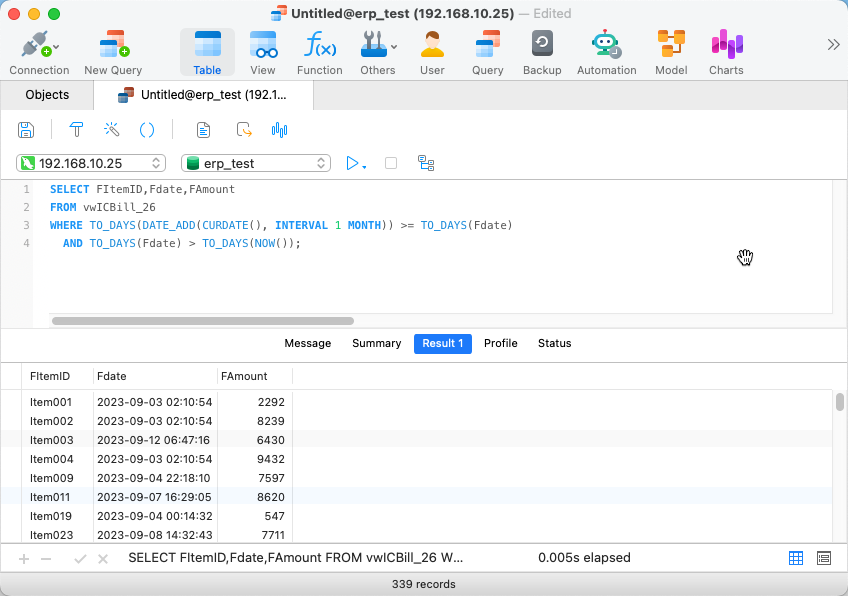 Untitled@erp_test (192.168.10.25) — Edited
Connection New Query Table View Function Others User Query Backup Automation Model Charts
Objects Untitled@erp_test (192.1...
192.168.10.25 erp_test
1 SELECT FItemID,Fdate,FAmount
2 FROM vwICBill_26
3 WHERE TO_DAYS(DATE_ADD(CURDATE(), INTERVAL 1 MONTH)) >= TO_DAYS(Fdate)
4 AND TO_DAYS(Fdate) > TO_DAYS(NOW());
Message Summary Result 1 Profile Status
FItemID Fdate FAmount
Item001 2023-09-03 02:10:54 2292
Item002 2023-09-03 02:10:54 8239
Item003 2023-09-12 06:47:16 6430
Item004 2023-09-03 02:10:54 9432
Item009 2023-09-04 22:18:10 7597
Item011 2023-09-07 16:29:05 8620
Item019 2023-09-04 00:14:32 547
Item023 2023-09-08 14:32:43 7711
SELECT FItemID,Fdate,FAmount FROM vwICBill_26 W... 0.005s elapsed
339 records